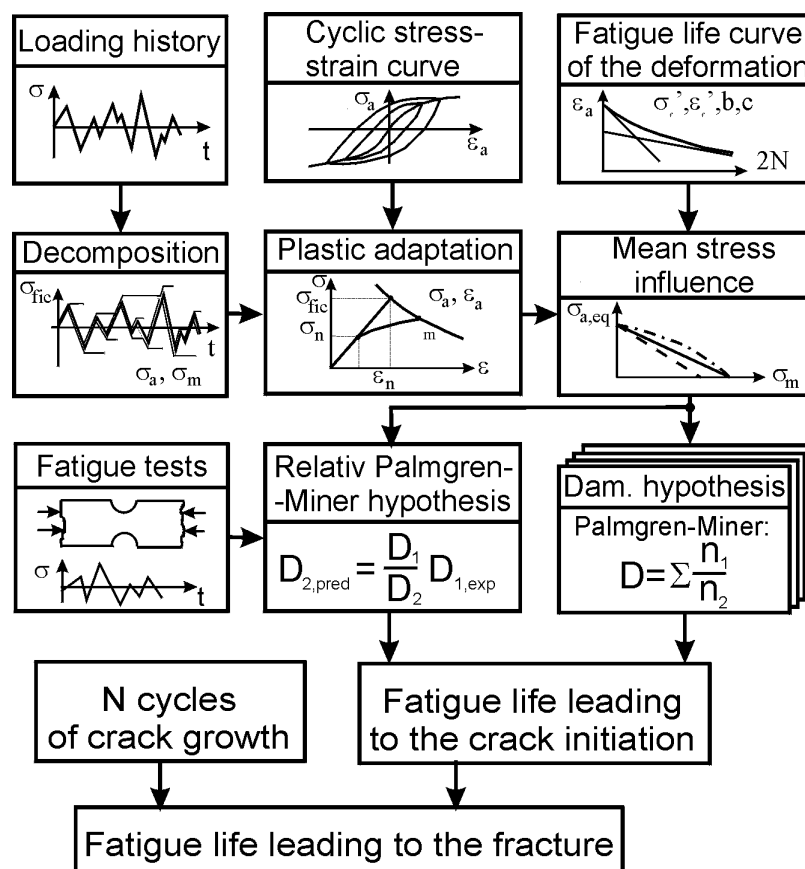 Loading history
σ
t
Cyclic stress-
strain curve
σa
εa
Fatigue life curve
of the deformation
εa
σr',εr',b,c
2N
Decomposition
σfic
t
σa, σm
Plastic adaptation
σ
σfic
σn
σa, εa
m
εn
ε
Mean stress
influence
σa,eq
σm
Fatigue tests
σ
t
Relativ Palmgren-
-Miner hypothesis
D2,pred = D1/D2 D1,exp
Dam. hypothesis
Palmgren-Miner:
D=Σ n1/n2
N cycles
of crack growth
Fatigue life leading
to the crack initiation
Fatigue life leading to the fracture